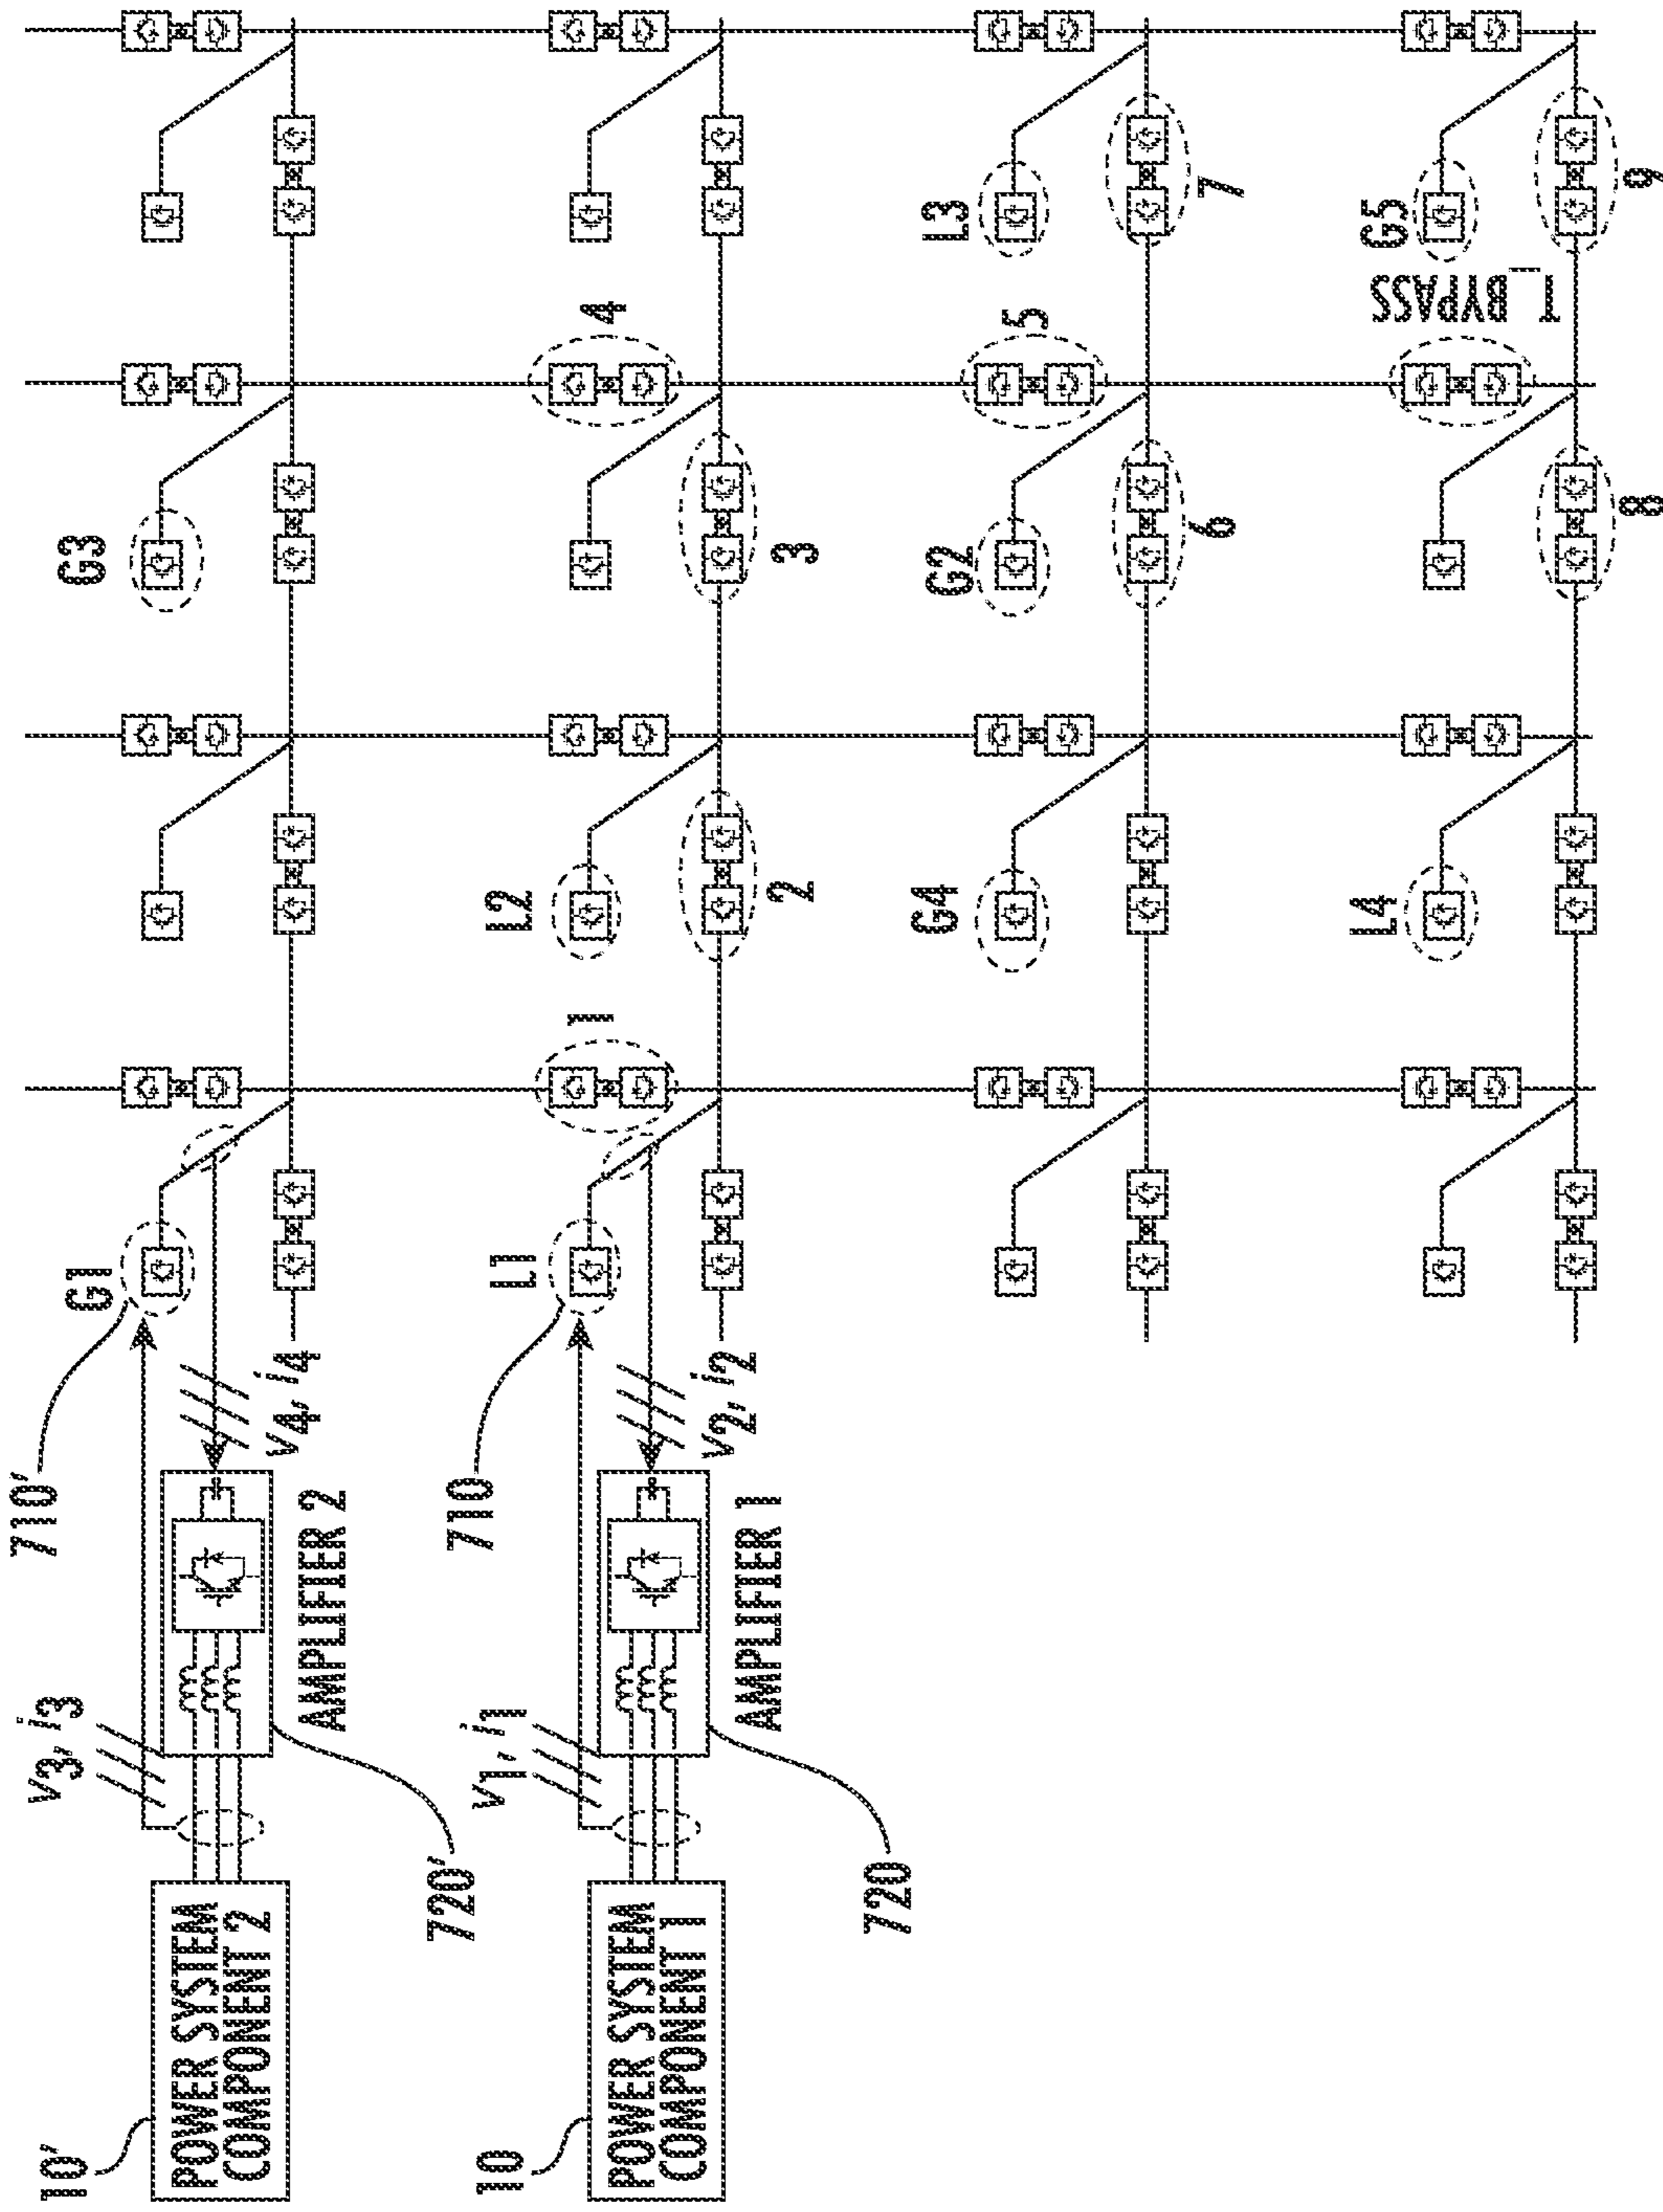 10'
POWER SYSTEM
COMPONENT 2
v3, i3
720'
AMPLIFIER 2
710'
v4, i4
G1
G3
10
POWER SYSTEM
COMPONENT 1
v1, i1
720
AMPLIFIER 1
710
v2, i2
L1
1
L2
2
3
4
G4
G2
6
5
L3
7
L4
8
T_BYPASS
G5
9